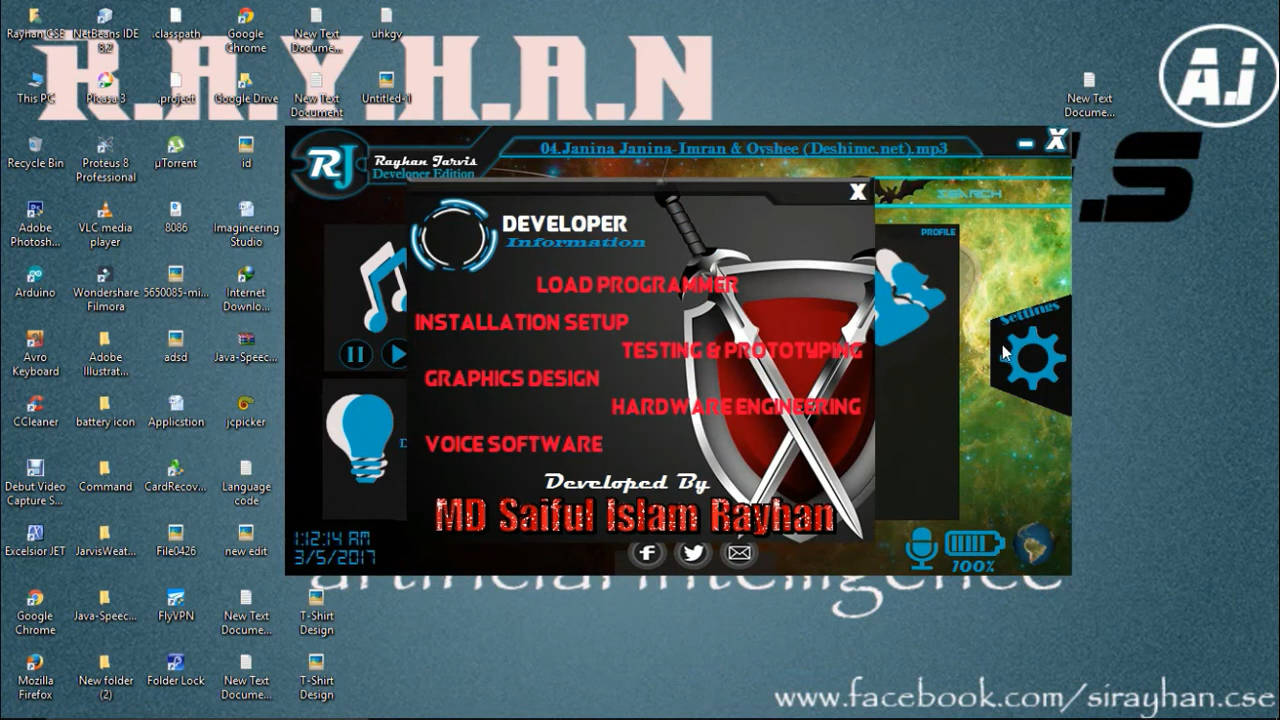 R.A.Y.H.A.N
.S
artificial intelligence
www.facebook.com/sirayhan.cse
A.i
Rayhan CSE
NetBeans IDE 8.2
.classpath
Google Chrome
New Text Docume...
uhkgv
This PC
Picasa 3
.project
Google Drive
New Text Document
Untitled-1
New Text Docume...
Recycle Bin
Proteus 8 Professional
µTorrent
id
Adobe Photosh...
VLC media player
8086
Imagineering Studio
Arduino
Wondershare Filmora
5650085-mi...
Internet Downlo...
Avro Keyboard
Adobe Illustrat...
adsd
Java-Speec...
CCleaner
battery icon
Application
jcpicker
Debut Video Capture S...
Command
CardRecov...
Language code
Excelsior JET
JarvisWeat...
File0426
new edit
Google Chrome
Java-Speec...
FlyVPN
New Text Docume...
T-Shirt Design
Mozilla Firefox
New folder (2)
Folder Lock
New Text Docume...
T-Shirt Design
RJ
Rayhan Jarvis
Developer Edition
04.Janina Janina-Imran & Oyshee (Deshimc.net).mp3
X
SEARCH
PROFILE
Settings
X
DEVELOPER
Information
LOAD PROGRAMMER
INSTALLATION SETUP
TESTING & PROTOTYPING
GRAPHICS DESIGN
HARDWARE ENGINEERING
VOICE SOFTWARE
Developed By
MD Saiful Islam Rayhan
1:12:14 AM
3/5/2017
100%